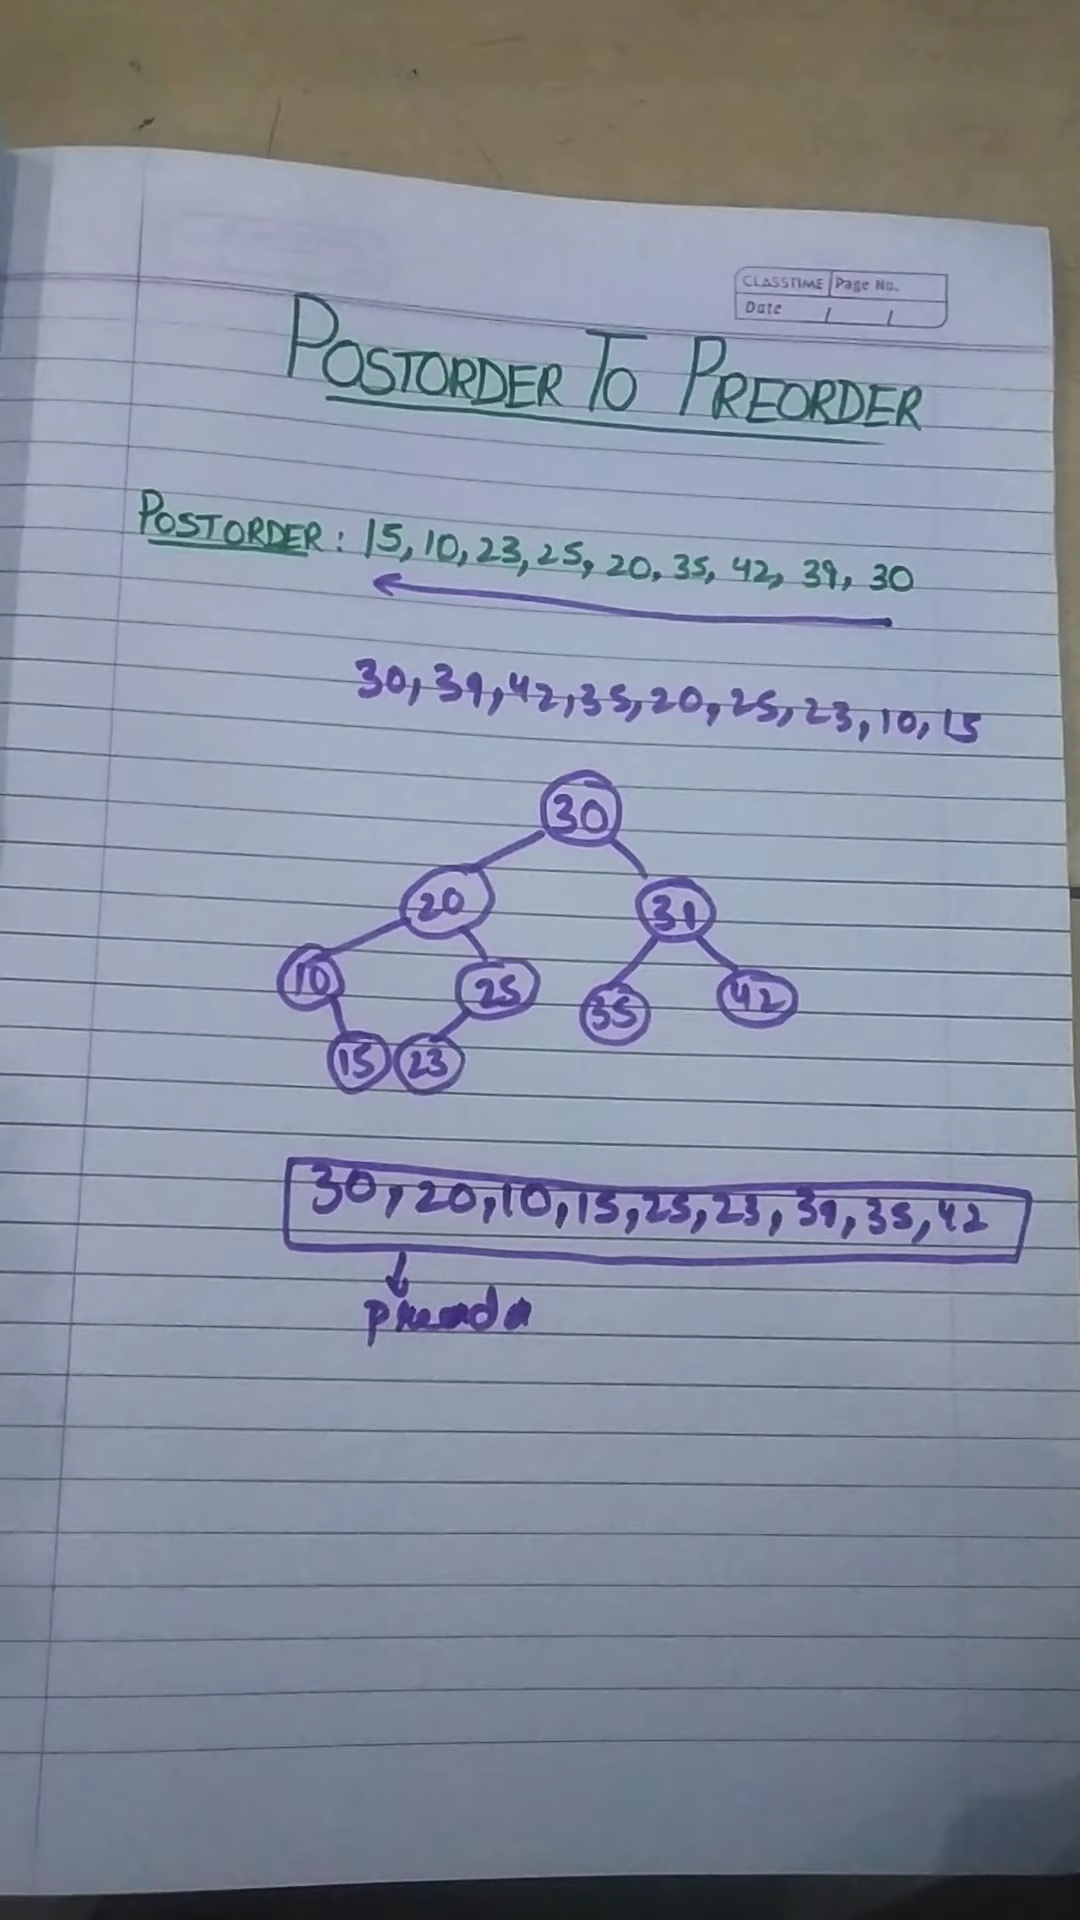 CLASSTIME Page No.
Date / /
POSTORDER TO PREORDER
POSTORDER: 15, 10, 23, 25, 20, 35, 42, 39, 30
30, 39, 42, 35, 20, 25, 23, 10, 15
30
20 39
10 25 35 42
15 23
30, 20, 10, 15, 25, 23, 39, 35, 42